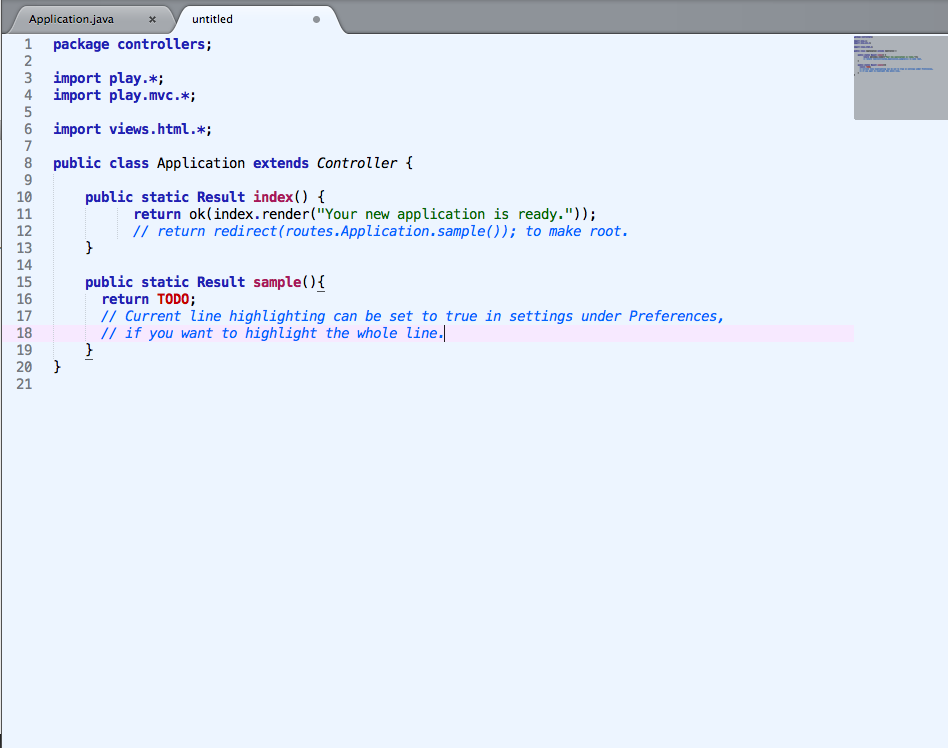 Application.java × untitled
1 package controllers;
2
3 import play.*;
4 import play.mvc.*;
5
6 import views.html.*;
7
8 public class Application extends Controller {
9
10     public static Result index() {
11           return ok(index.render("Your new application is ready."));
12           // return redirect(routes.Application.sample()); to make root.
13     }
14
15     public static Result sample(){
16       return TODO;
17       // Current line highlighting can be set to true in settings under Preferences,
18       // if you want to highlight the whole line.
19     }
20 }
21